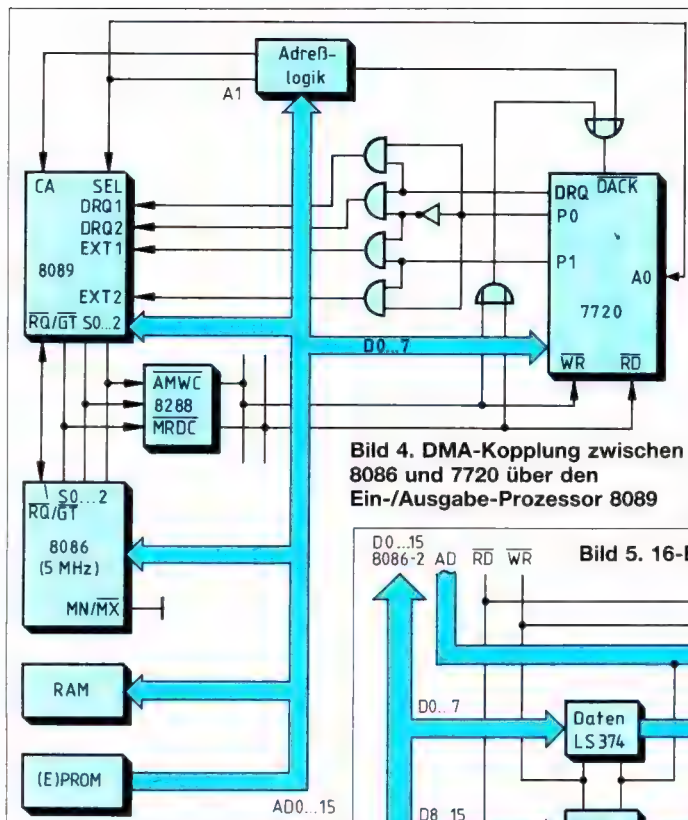 Adreß-
logik
A1
CA SEL
DRQ1
DRQ2
EXT1
8089
EXT2
RQ/GT S0...2
DRQ DACK
P0
P1
A0
7720
WR RD
D0...7
AMWC
8288
MRDC
Bild 4. DMA-Kopplung zwischen
8086 und 7720 über den
Ein-/Ausgabe-Prozessor 8089
S0...2
RQ/GT
8086
(5 MHz)
MN/MX
RAM
(E)PROM
AD0...15
D0...15
8086-2 AD RD WR
Bild 5. 16-
D0...7
Daten
LS374
D8...15